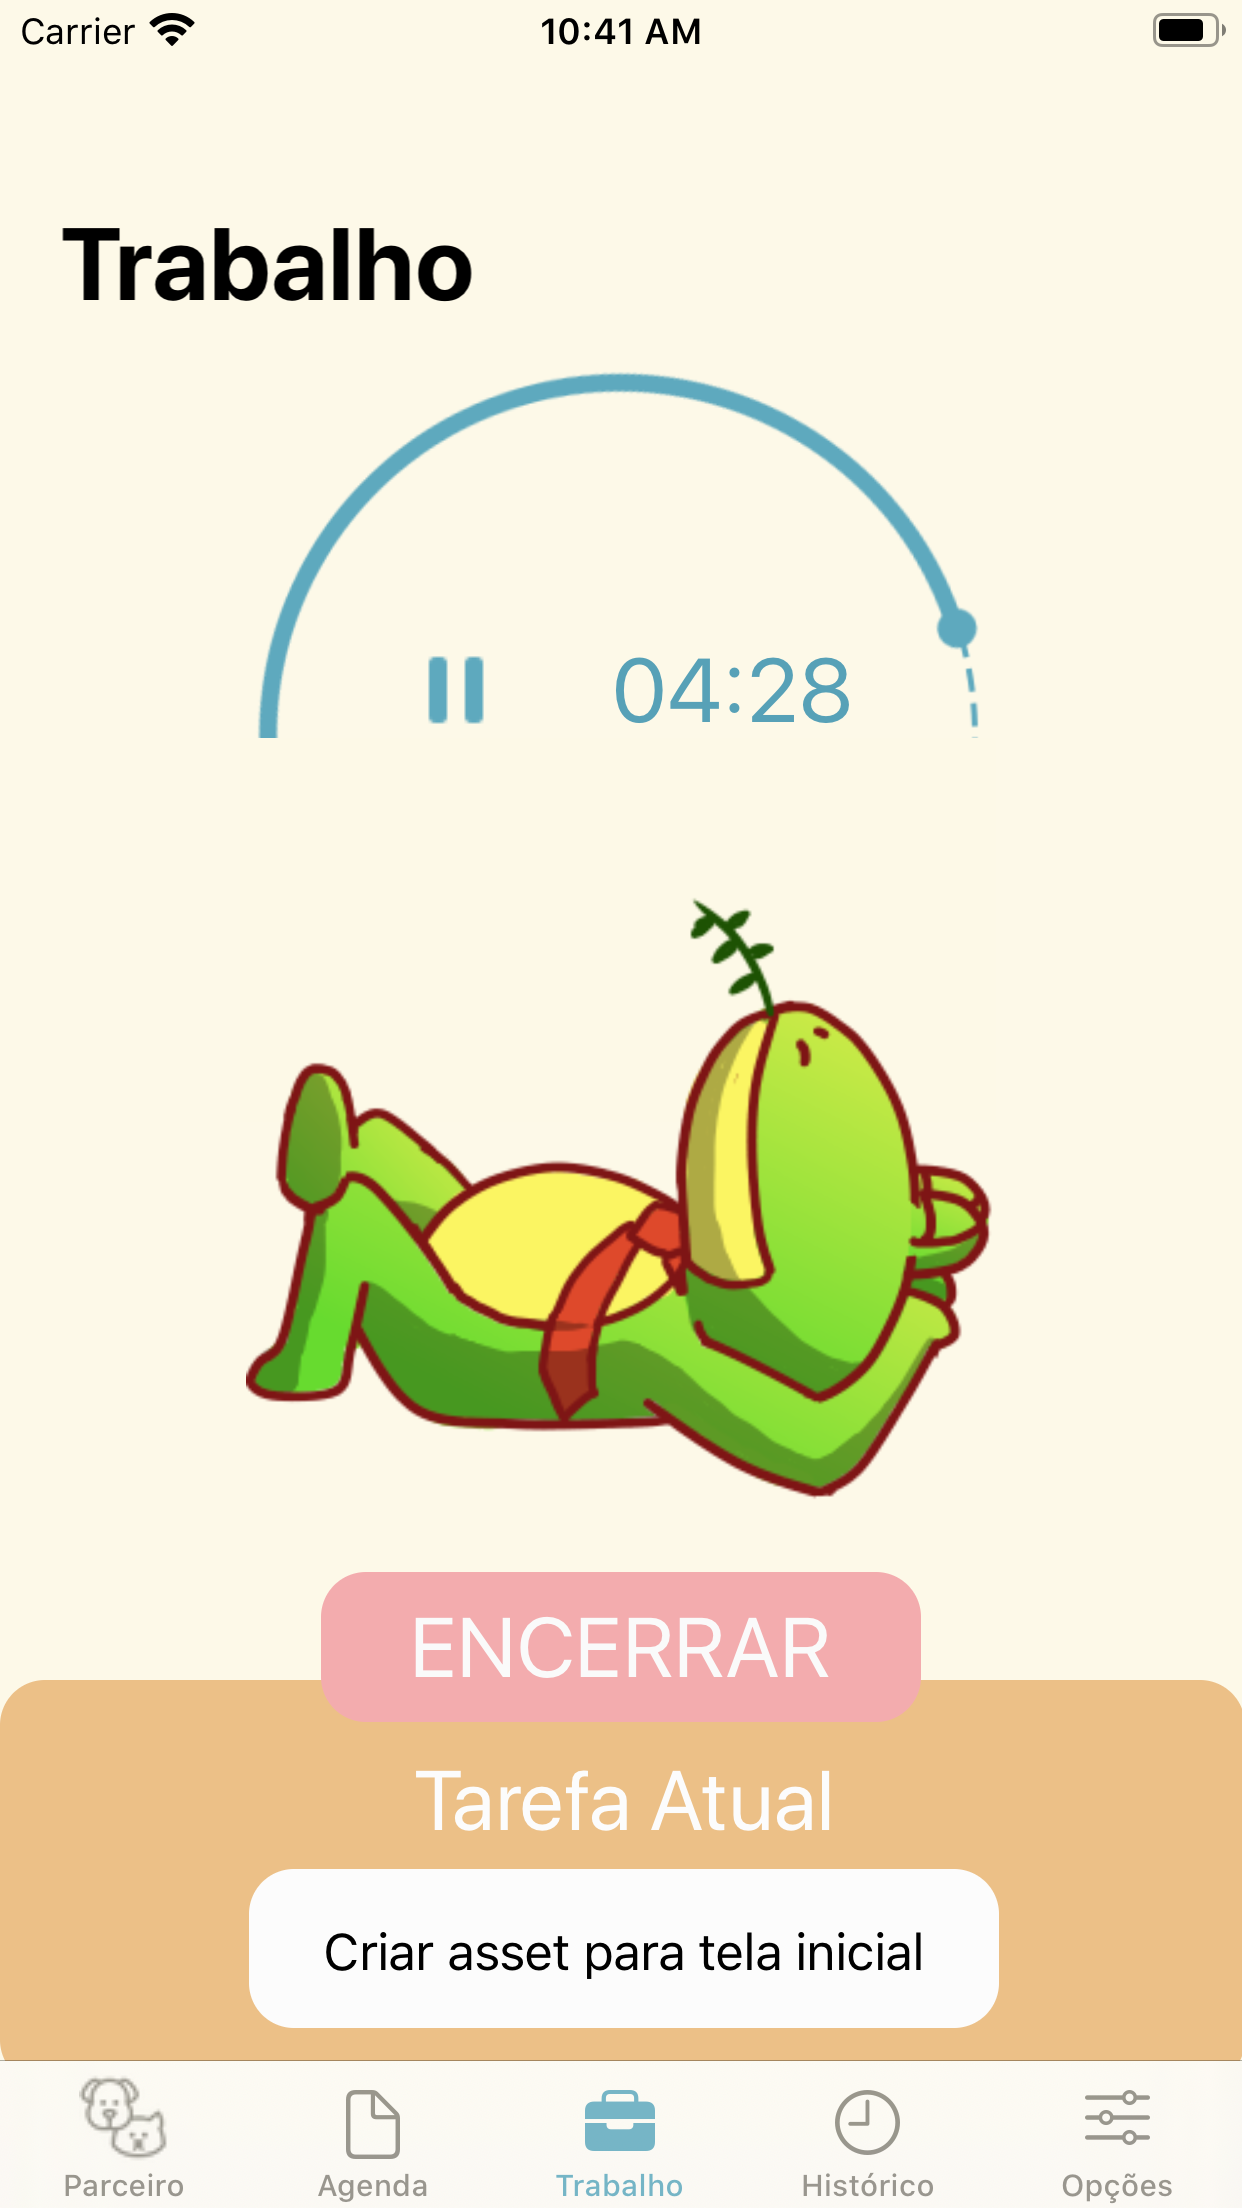 Carrier 10:41 AM
Trabalho
04:28
ENCERRAR
Tarefa Atual
Criar asset para tela inicial
Parceiro Agenda Trabalho Histórico Opções